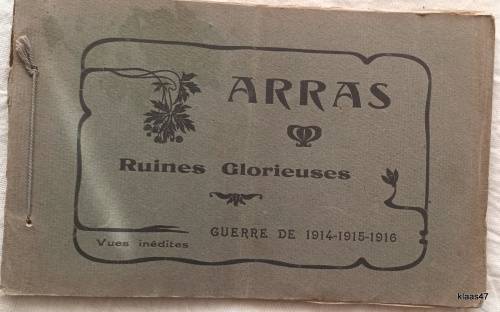 ARRAS
Ruines Glorieuses
Vues inédites
GUERRE DE 1914-1915-1916
klaas47